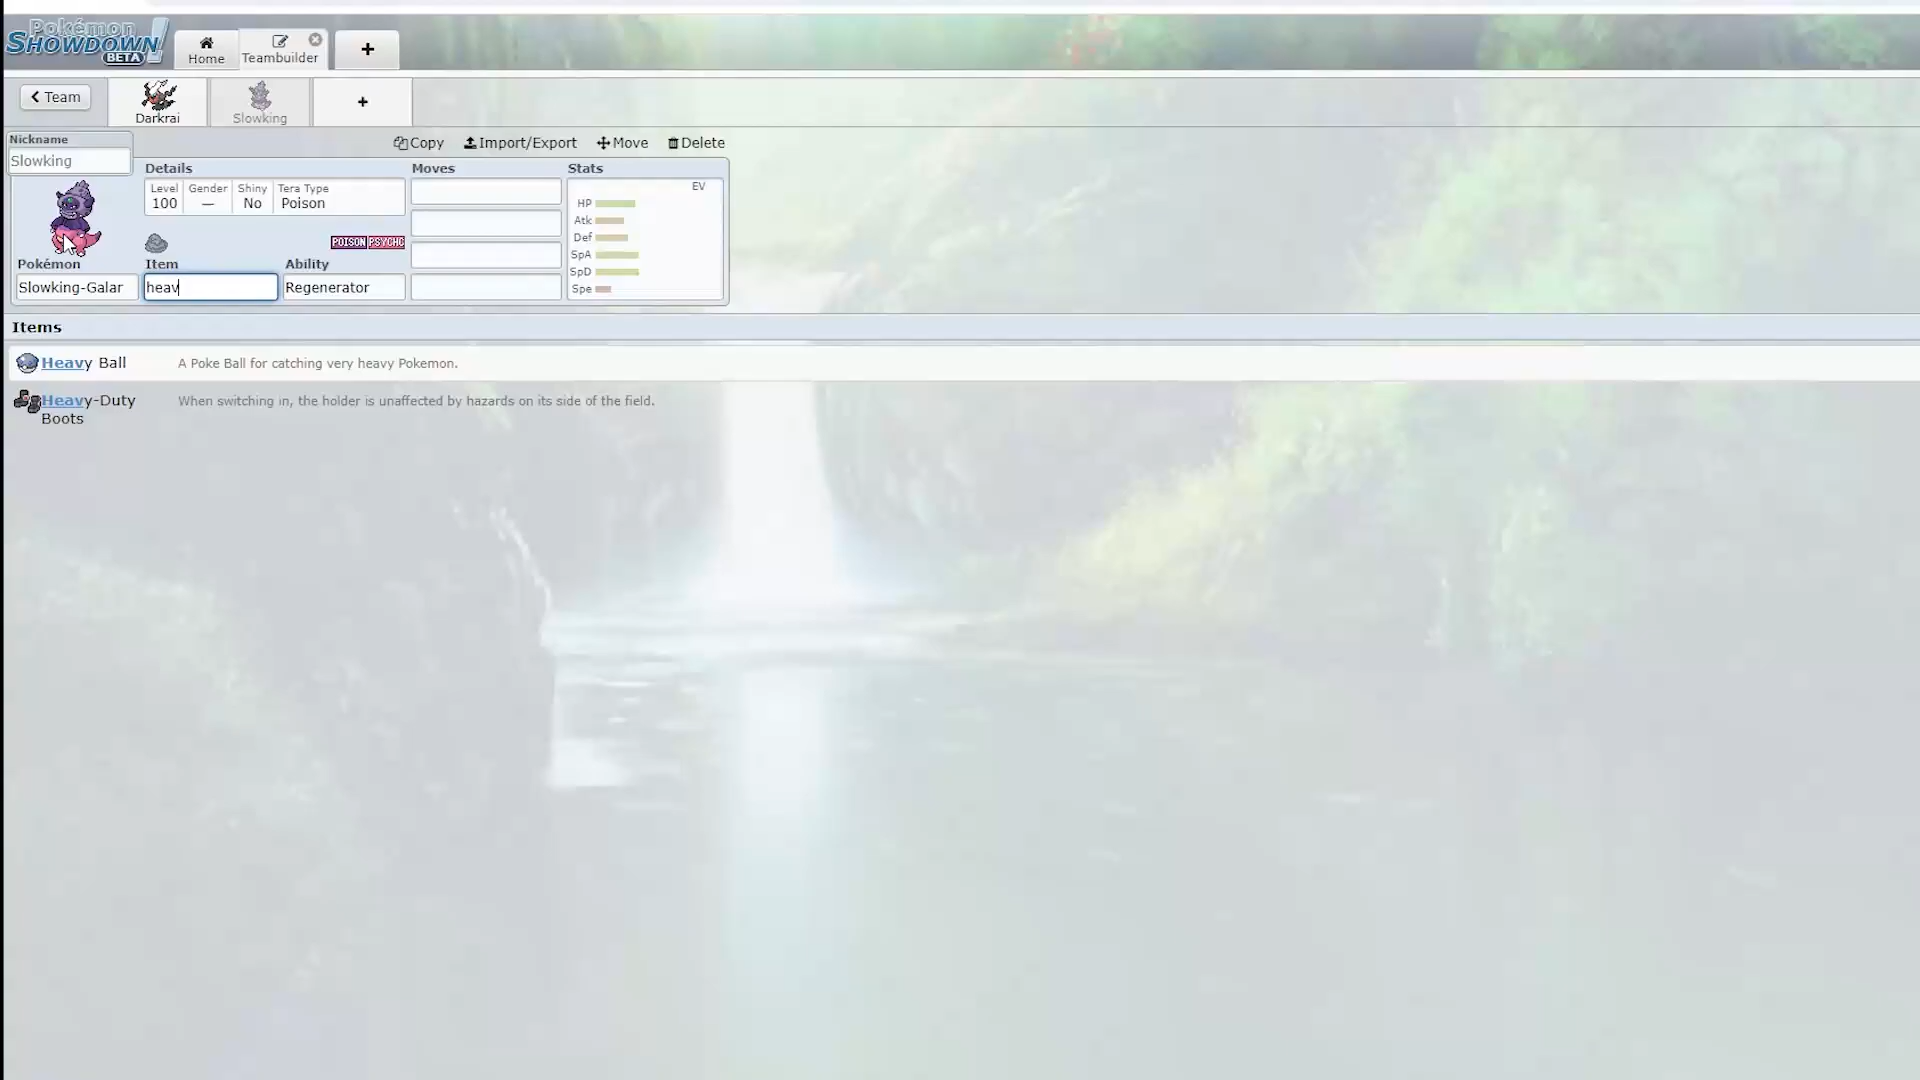 Pokémon
SHOWDOWN!
BETA
Home
Teambuilder
+
Team
Darkrai
Slowking
+
Nickname
Slowking
Copy
Import/Export
Move
Delete
Details
Level
100
Gender
—
Shiny
No
Tera Type
Poison
POISON PSYCHC
Pokémon
Slowking-Galar
Item
heav
Ability
Regenerator
Moves
Stats
EV
HP
Atk
Def
SpA
SpD
Spe
Items
Heavy Ball A Poke Ball for catching very heavy Pokemon.
Heavy-Duty Boots When switching in, the holder is unaffected by hazards on its side of the field.